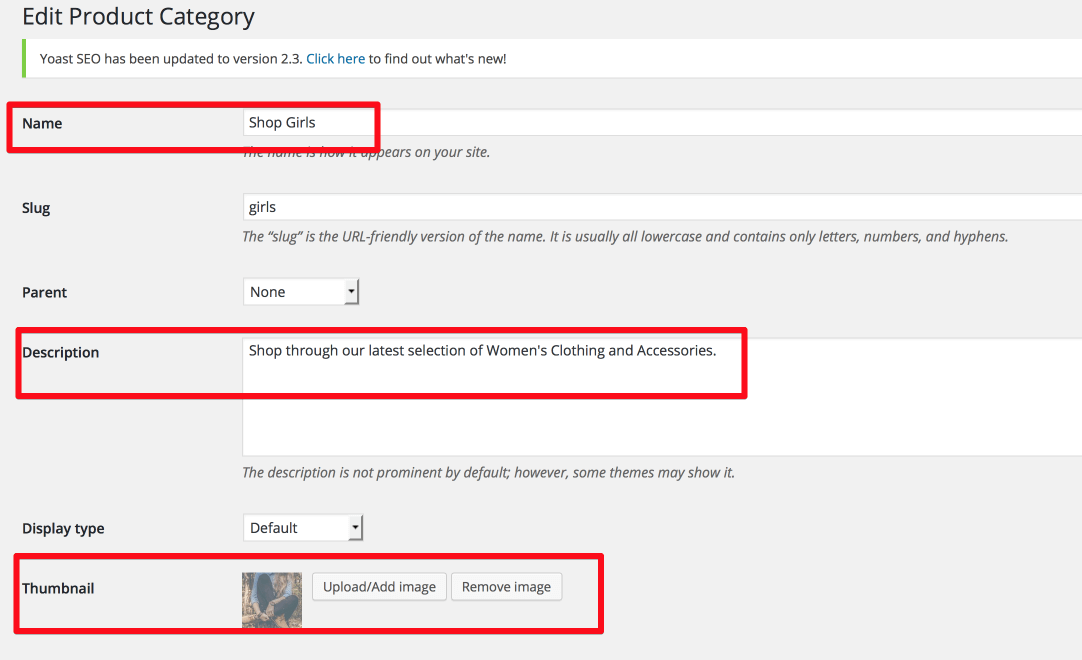 Edit Product Category
Yoast SEO has been updated to version 2.3. Click here to find out what's new!
Name
Shop Girls
The name is how it appears on your site.
Slug
girls
The “slug” is the URL-friendly version of the name. It is usually all lowercase and contains only letters, numbers, and hyphens.
Parent
None
Description
Shop through our latest selection of Women's Clothing and Accessories.
The description is not prominent by default; however, some themes may show it.
Display type
Default
Thumbnail
Upload/Add image
Remove image